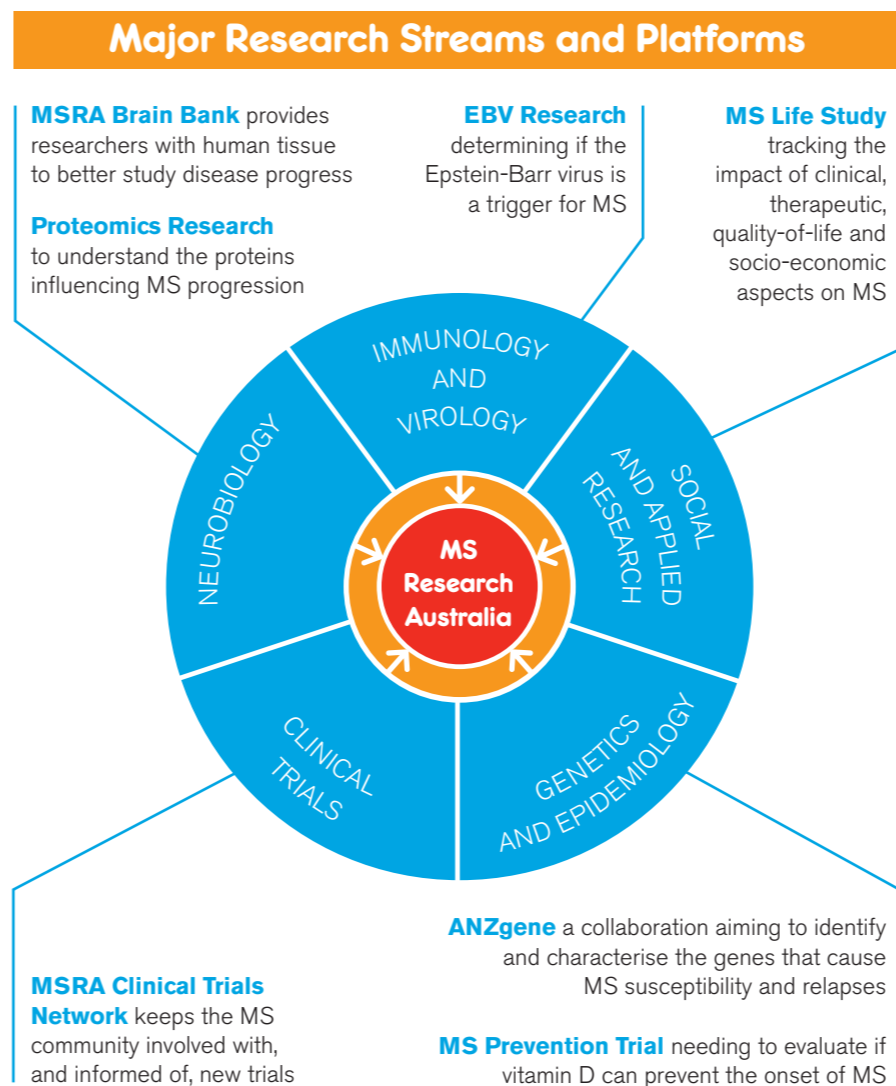 Major Research Streams and Platforms
MSRA Brain Bank provides
researchers with human tissue
to better study disease progress
Proteomics Research
to understand the proteins
influencing MS progression
EBV Research
determining if the
Epstein-Barr virus is
a trigger for MS
MS Life Study
tracking the
impact of clinical,
therapeutic,
quality-of-life and
socio-economic
aspects on MS
IMMUNOLOGY
AND
VIROLOGY
NEUROBIOLOGY
SOCIAL
AND APPLIED
RESEARCH
MS
Research
Australia
CLINICAL
TRIALS
GENETICS
AND EPIDEMIOLOGY
MSRA Clinical Trials
Network keeps the MS
community involved with,
and informed of, new trials
ANZgene a collaboration aiming to identify
and characterise the genes that cause
MS susceptibility and relapses
MS Prevention Trial needing to evaluate if
vitamin D can prevent the onset of MS